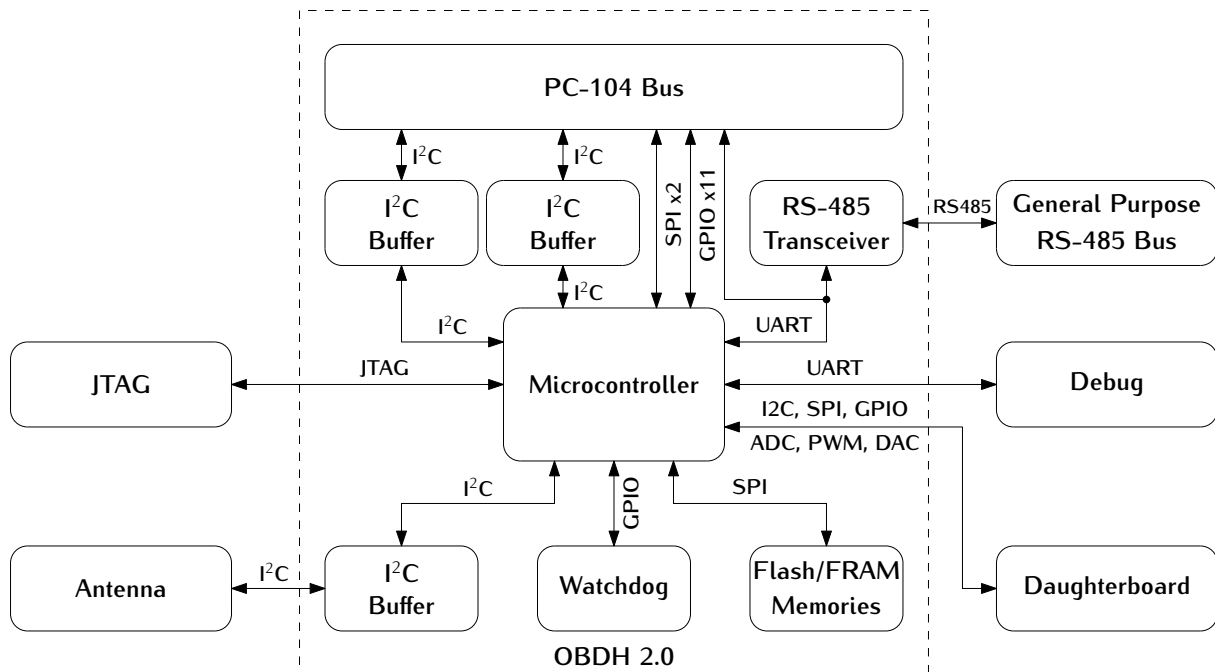 PC-104 Bus
I²C
I²C
SPI x2
GPIO x11
I²C
Buffer
I²C
Buffer
RS-485
Transceiver
RS485
General Purpose
RS-485 Bus
I²C
I²C
UART
JTAG
JTAG
Microcontroller
UART
Debug
I2C, SPI, GPIO
ADC, PWM, DAC
I²C
GPIO
SPI
Antenna
I²C
I²C
Buffer
Watchdog
Flash/FRAM
Memories
Daughterboard
OBDH 2.0